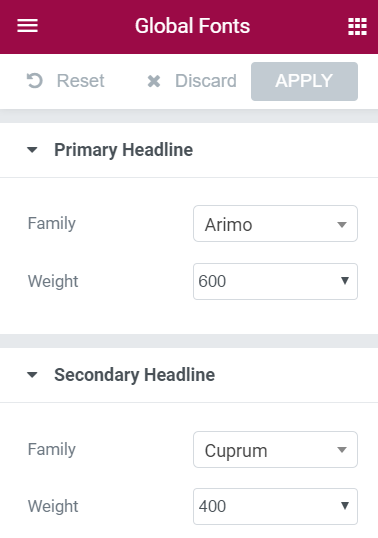 Global Fonts
Reset Discard APPLY
Primary Headline
Family Arimo
Weight 600
Secondary Headline
Family Cuprum
Weight 400